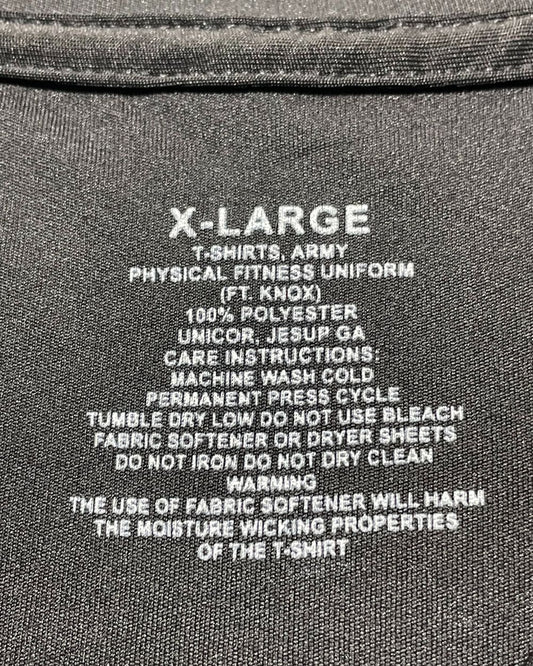 X-LARGE
T-SHIRTS, ARMY
PHYSICAL FITNESS UNIFORM
(FT. KNOX)
100% POLYESTER
UNICOR, JESUP GA
CARE INSTRUCTIONS:
MACHINE WASH COLD
PERMANENT PRESS CYCLE
TUMBLE DRY LOW DO NOT USE BLEACH
FABRIC SOFTENER OR DRYER SHEETS
DO NOT IRON DO NOT DRY CLEAN
WARNING
THE USE OF FABRIC SOFTENER WILL HARM
THE MOISTURE WICKING PROPERTIES
OF THE T-SHIRT